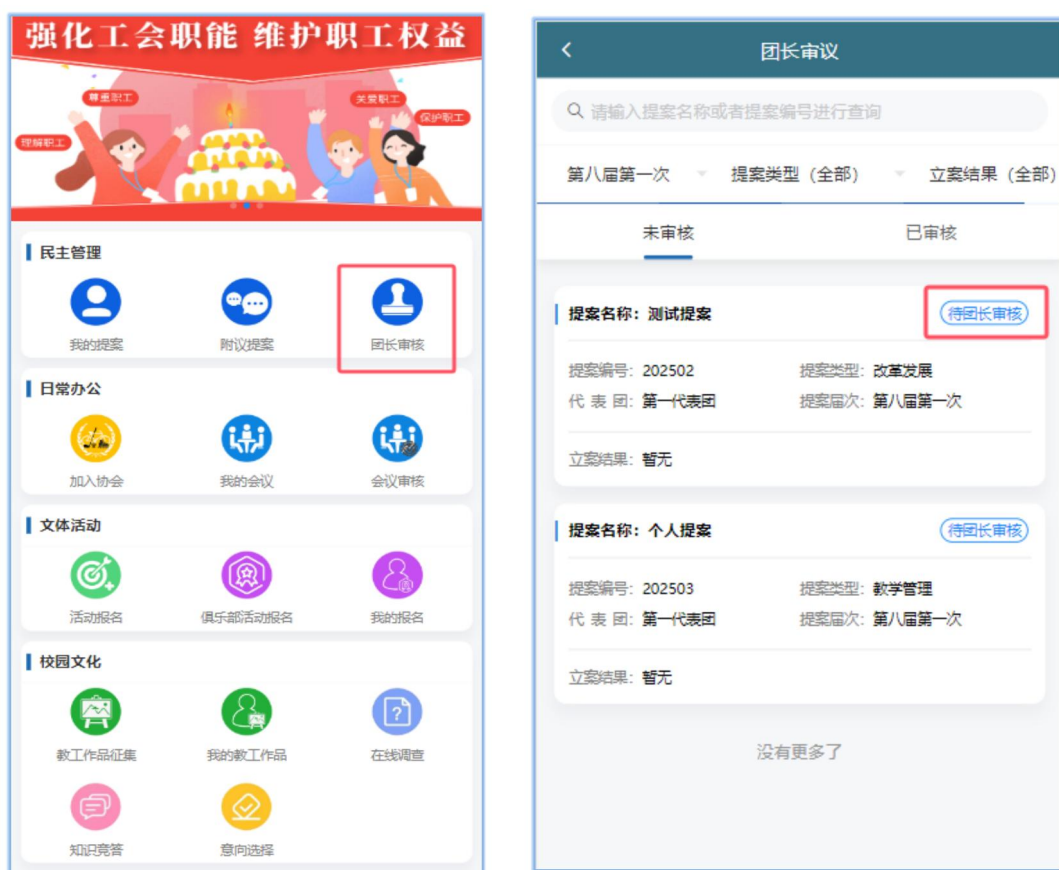 强化工会职能 维护职工权益
尊重职工
关爱职工
保护职工
理解职工
民主管理
我的提案
附议提案
团长审核
日常办公
加入协会
我的会议
会议审核
文体活动
活动报名
俱乐部活动报名
我的报名
校园文化
教工作品征集
我的教工作品
在线调查
知识竞答
意向选择
团长审议
请输入提案名称或者提案编号进行查询
第八届第一次 提案类型（全部） 立案结果（全部）
未审核 已审核
提案名称：测试提案 待团长审核
提案编号：202502 提案类型：改革发展
代 表 团：第一代表团 提案届次：第八届第一次
立案结果：暂无
提案名称：个人提案 待团长审核
提案编号：202503 提案类型：教学管理
代 表 团：第一代表团 提案届次：第八届第一次
立案结果：暂无
没有更多了